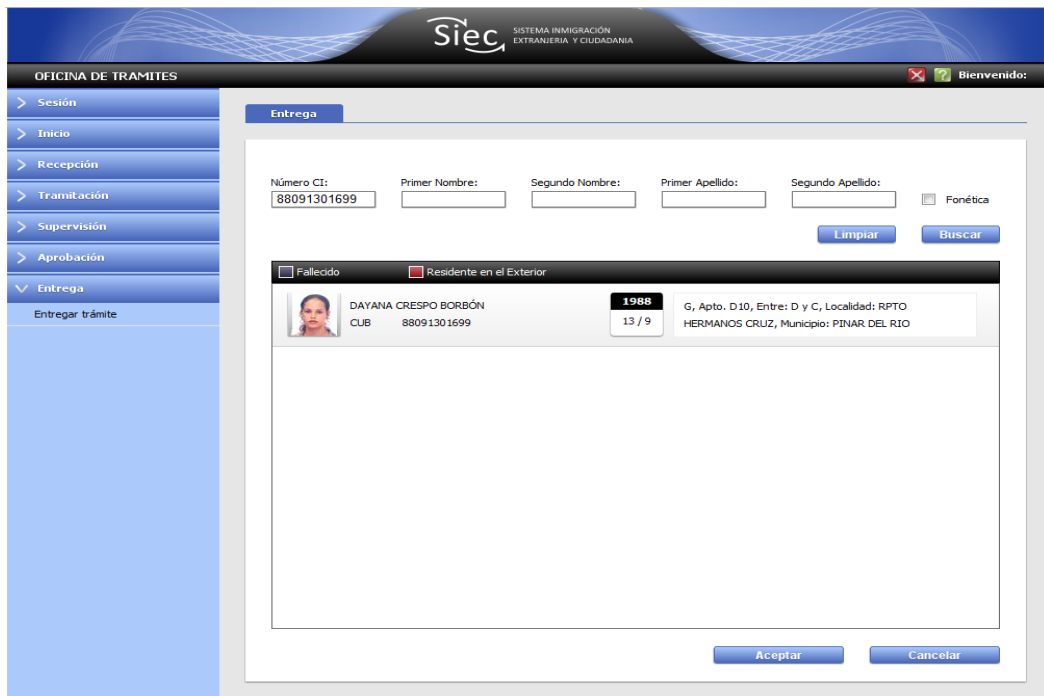 Siec
SISTEMA INMIGRACIÓN
EXTRANJERIA Y CIUDADANIA
OFICINA DE TRAMITES
Bienvenido:
Sesión
Inicio
Recepción
Tramitación
Supervisión
Aprobación
Entrega
Entregar trámite
Entrega
Número CI: Primer Nombre: Segundo Nombre: Primer Apellido: Segundo Apellido:
88091301699 Fonética
Limpiar Buscar
Fallecido Residente en el Exterior
DAYANA CRESPO BORBÓN
CUB 88091301699
1988
13 / 9
G, Apto. D10, Entre: D y C, Localidad: RPTO
HERMANOS CRUZ, Municipio: PINAR DEL RIO
Aceptar Cancelar